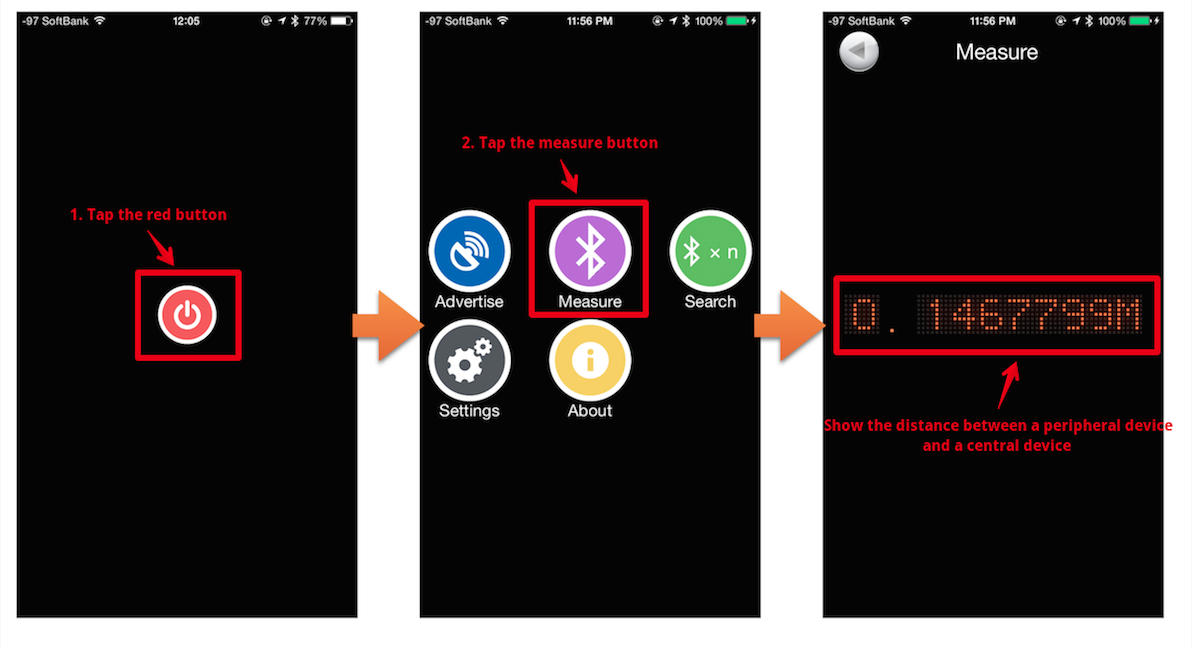 -97 SoftBank 12:05 77%
1. Tap the red button
-97 SoftBank 11:56 PM 100%
2. Tap the measure button
× n
Advertise Measure Search
i
Settings About
-97 SoftBank 11:56 PM 100%
Measure
0. 1467799M
Show the distance between a peripheral device
and a central device